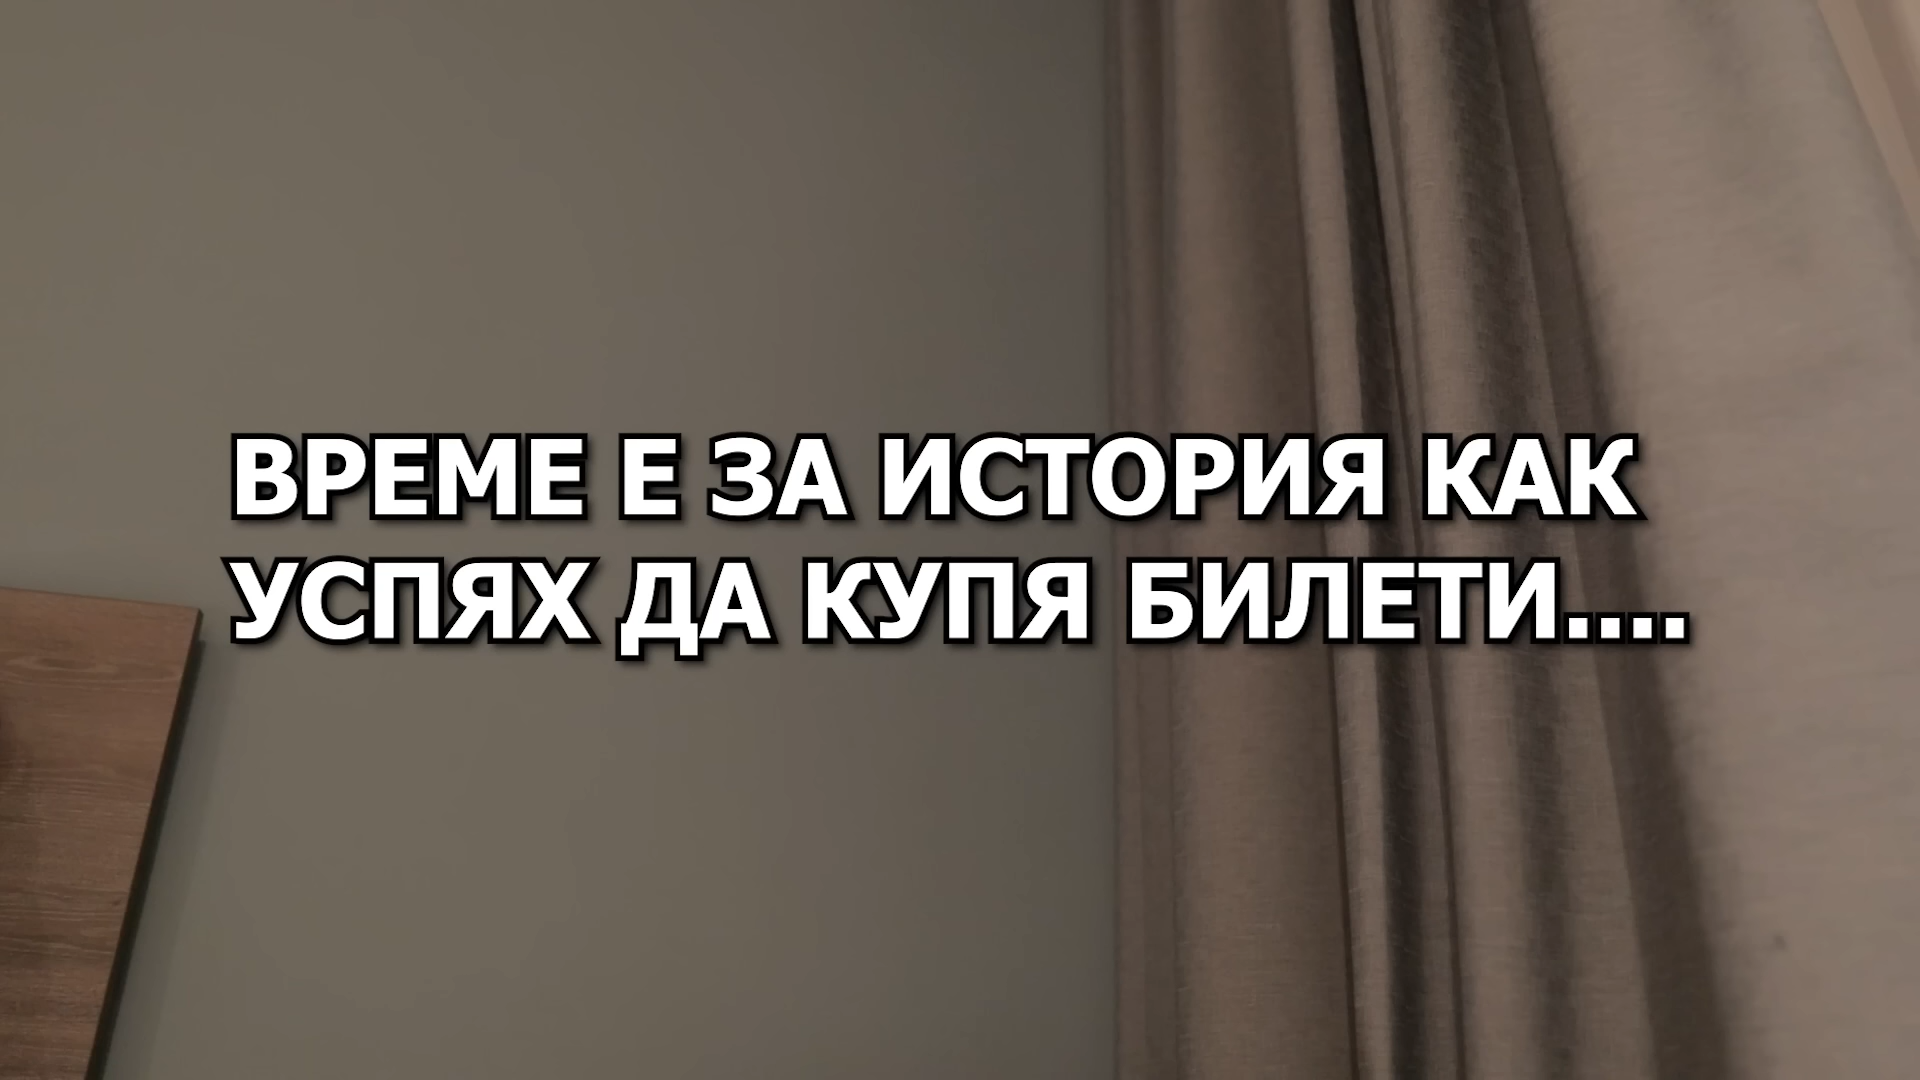 ВРЕМЕ Е ЗА ИСТОРИЯ КАК
УСПЯХ ДА КУПЯ БИЛЕТИ....